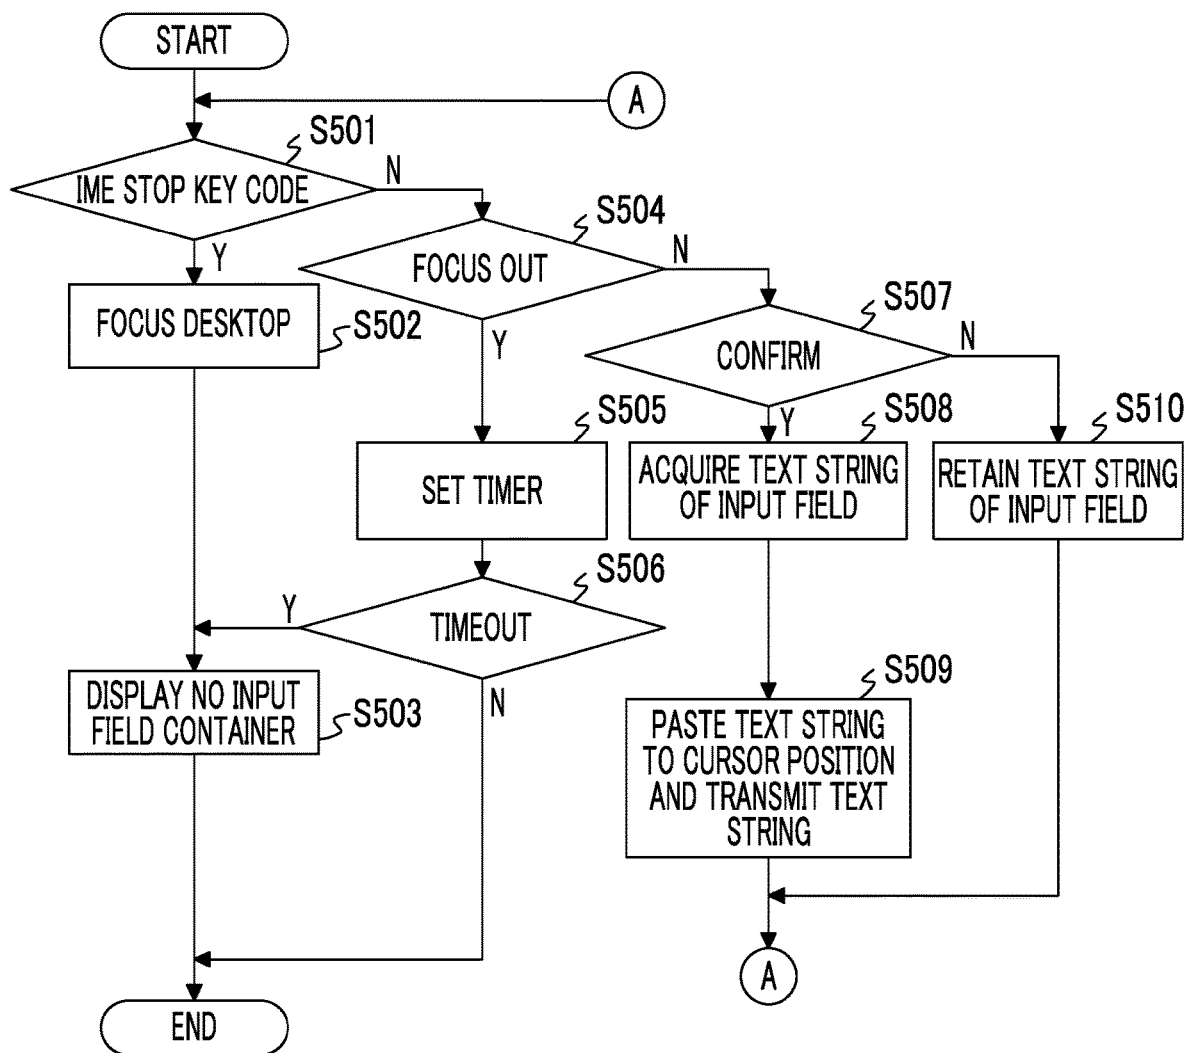 START
A
S501
IME STOP KEY CODE
N
Y
S504
FOCUS OUT
N
Y
FOCUS DESKTOP
S502
S507
CONFIRM
N
Y
S505
SET TIMER
S508
ACQUIRE TEXT STRING
OF INPUT FIELD
S510
RETAIN TEXT STRING
OF INPUT FIELD
S506
TIMEOUT
Y
N
DISPLAY NO INPUT
FIELD CONTAINER
S503
S509
PASTE TEXT STRING
TO CURSOR POSITION
AND TRANSMIT TEXT
STRING
A
END